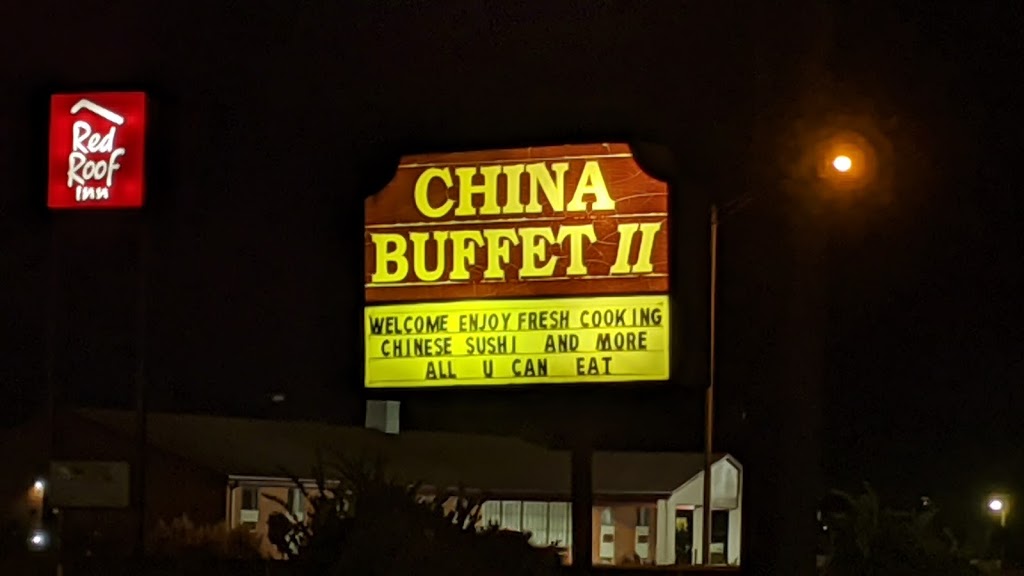 Red
Roof
inn
CHINA
BUFFET II
WELCOME ENJOY FRESH COOKING
CHINESE SUSHI AND MORE
ALL U CAN EAT